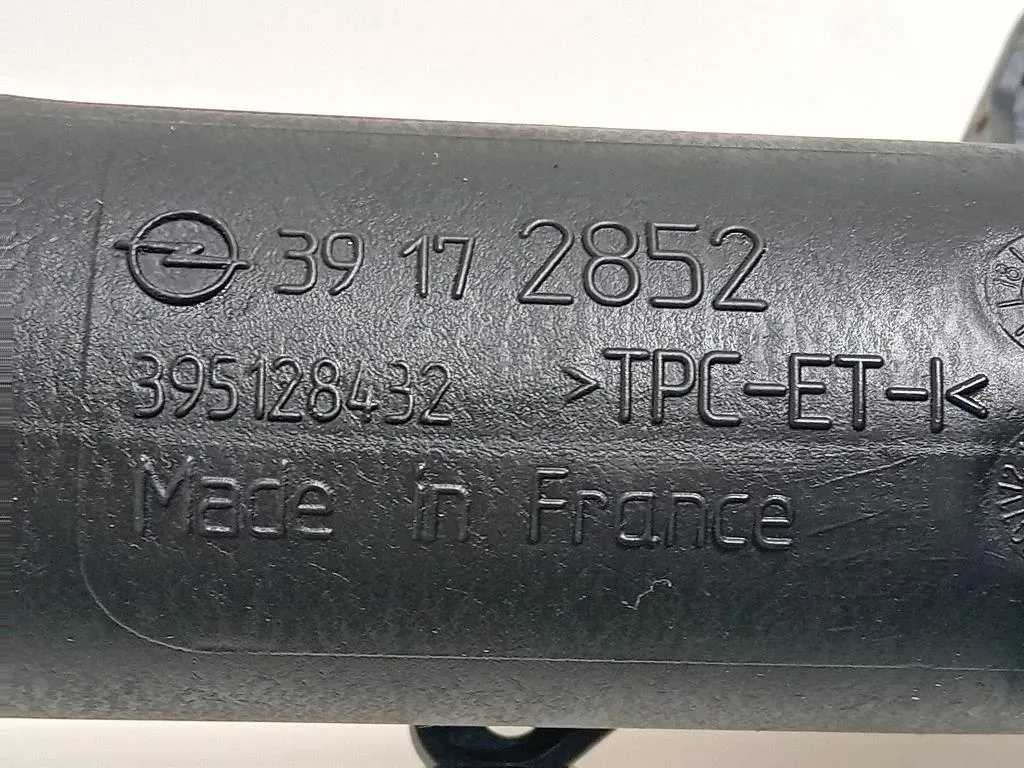 39 17 2852
395128432 >TPC-ET-I<
Made in France